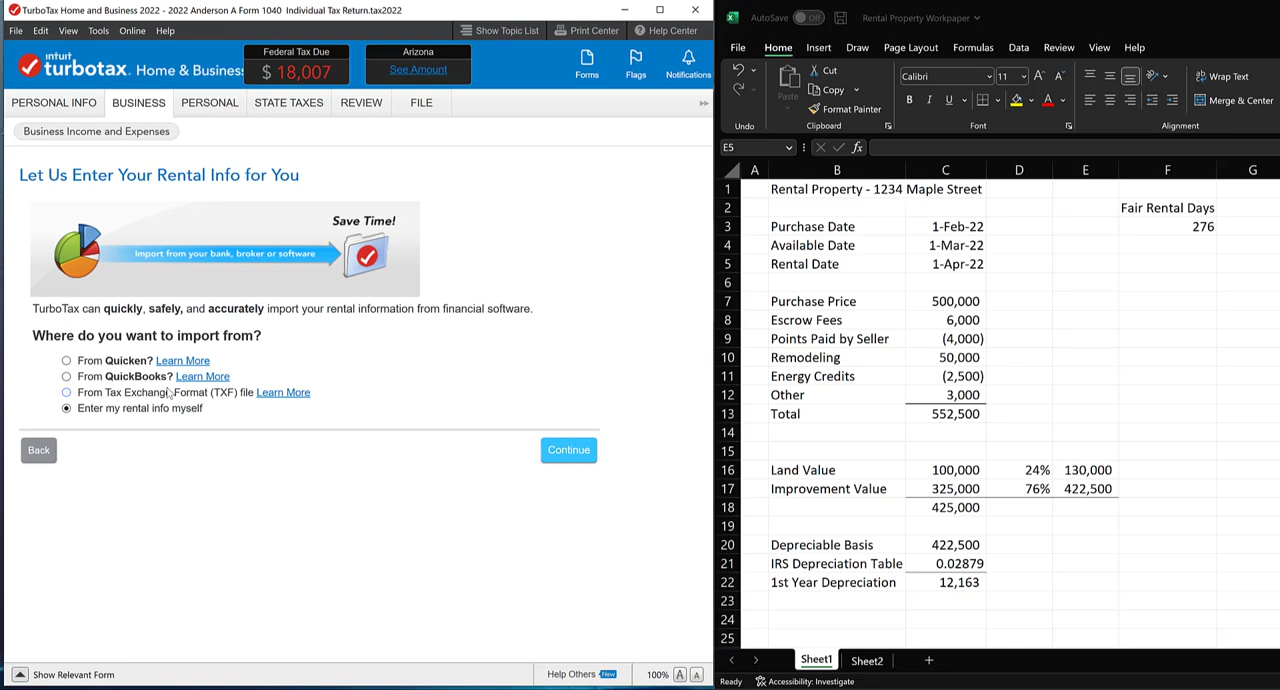 TurboTax Home and Business 2022 - 2022 Anderson A Form 1040 Individual Tax Return.tax2022
File Edit View Tools Online Help
Show Topic List Print Center Help Center
intuit
turbotax. Home & Busines
Federal Tax Due
$ 18,007
Arizona
See Amount
Forms Flags Notifications
PERSONAL INFO BUSINESS PERSONAL STATE TAXES REVIEW FILE
Business Income and Expenses
Let Us Enter Your Rental Info for You
Save Time!
Import from your bank, broker or software
TurboTax can quickly, safely, and accurately import your rental information from financial software.
Where do you want to import from?
From Quicken? Learn More
From QuickBooks? Learn More
From Tax Exchange Format (TXF) file Learn More
Enter my rental info myself
Back Continue
Show Relevant Form Help Others New 100% A A
AutoSave Off Rental Property Workpaper
File Home Insert Draw Page Layout Formulas Data Review View Help
Undo
Paste
Cut
Copy
Format Painter
Clipboard
Calibri 11 A A
B I U A
Font
ab Wrap Text
Merge & Center
Alignment
E5 fx
A B C D E F G
1 Rental Property - 1234 Maple Street
2 Fair Rental Days
3 Purchase Date 1-Feb-22 276
4 Available Date 1-Mar-22
5 Rental Date 1-Apr-22
6
7 Purchase Price 500,000
8 Escrow Fees 6,000
9 Points Paid by Seller (4,000)
10 Remodeling 50,000
11 Energy Credits (2,500)
12 Other 3,000
13 Total 552,500
14
15
16 Land Value 100,000 24% 130,000
17 Improvement Value 325,000 76% 422,500
18 425,000
19
20 Depreciable Basis 422,500
21 IRS Depreciation Table 0.02879
22 1st Year Depreciation 12,163
23
24
25
Sheet1 Sheet2
Ready Accessibility: Investigate